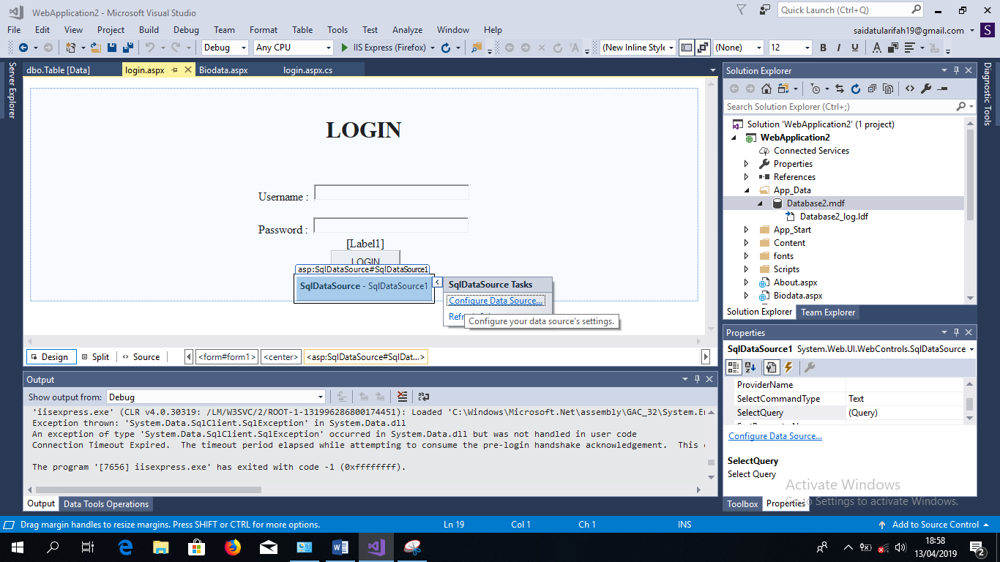 WebApplication2 - Microsoft Visual Studio
Quick Launch (Ctrl+Q)
File Edit View Project Build Debug Team Format Table Tools Test Analyze Window Help
saidatularifah19@gmail.com S
Debug Any CPU IIS Express (Firefox) (New Inline Style (None) 12 B I U A
Server Explorer
dbo.Table [Data] login.aspx Biodata.aspx login.aspx.cs
LOGIN
Username :
Password :
[Label1]
LOGIN
asp:SqlDataSource#SqlDataSource1
SqlDataSource - SqlDataSource1
SqlDataSource Tasks
Configure Data Source...
Configure your data source's settings.
Design Split Source <form#form1> <center> <asp:SqlDataSource#SqlDat...>
Output
Show output from: Debug
'iisexpress.exe' (CLR v4.0.30319: /LM/W3SVC/2/ROOT-1-131996286800174451): Loaded 'C:\Windows\Microsoft.Net\assembly\GAC_32\System.En
Exception thrown: 'System.Data.SqlClient.SqlException' in System.Data.dll
An exception of type 'System.Data.SqlClient.SqlException' occurred in System.Data.dll but was not handled in user code
Connection Timeout Expired.  The timeout period elapsed while attempting to consume the pre-login handshake acknowledgement.  This
The program '[7656] iisexpress.exe' has exited with code -1 (0xffffffff).
Output Data Tools Operations
Solution Explorer
Search Solution Explorer (Ctrl+;)
Solution 'WebApplication2' (1 project)
WebApplication2
Connected Services
Properties
References
App_Data
Database2.mdf
Database2_log.ldf
App_Start
Content
fonts
Scripts
About.aspx
Biodata.aspx
Solution Explorer Team Explorer
Diagnostic Tools
Properties
SqlDataSource1 System.Web.UI.WebControls.SqlDataSource
ProviderName
SelectCommandType Text
SelectQuery (Query)
Configure Data Source...
SelectQuery
Select Query
Activate Windows
Go to Settings to activate Windows.
Toolbox Properties
Drag margin handles to resize margins. Press SHIFT or CTRL for more options. Ln 19 Col 1 Ch 1 INS Add to Source Control
18:58
13/04/2019
2